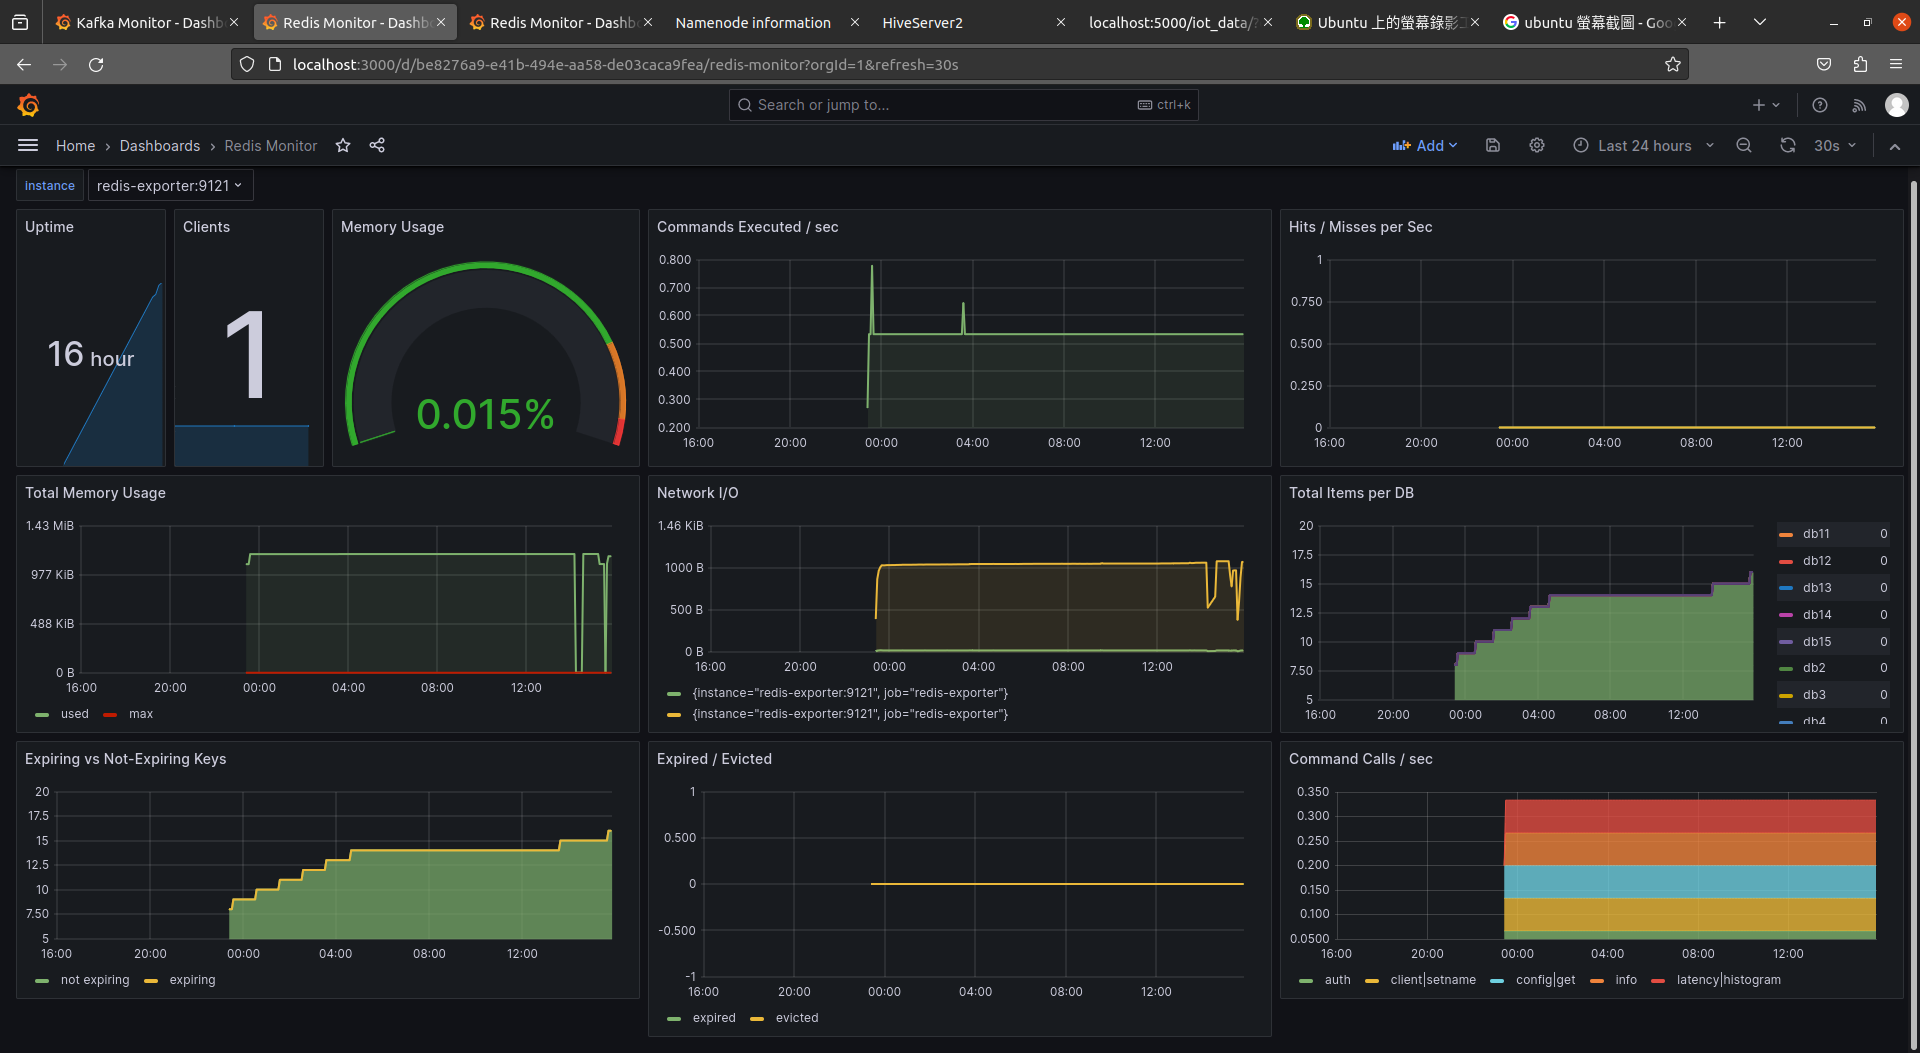 Kafka Monitor - Dashb
Redis Monitor - Dashb
Redis Monitor - Dashb
Namenode information
HiveServer2
localhost:5000/iot_data/?
Ubuntu 上的螢幕錄影工
ubuntu 螢幕截圖 - Goo
localhost:3000/d/be8276a9-e41b-494e-aa58-de03caca9fea/redis-monitor?orgId=1&refresh=30s
Search or jump to...
ctrl+k
Home › Dashboards › Redis Monitor
Add
Last 24 hours
30s
instance
redis-exporter:9121
Uptime
16 hour
Clients
1
Memory Usage
0.015%
Commands Executed / sec
0.800
0.700
0.600
0.500
0.400
0.300
0.200
16:00 20:00 00:00 04:00 08:00 12:00
Hits / Misses per Sec
1
0.750
0.500
0.250
0
16:00 20:00 00:00 04:00 08:00 12:00
Total Memory Usage
1.43 MiB
977 KiB
488 KiB
0 B
16:00 20:00 00:00 04:00 08:00 12:00
used max
Network I/O
1.46 KiB
1000 B
500 B
0 B
16:00 20:00 00:00 04:00 08:00 12:00
{instance="redis-exporter:9121", job="redis-exporter"}
{instance="redis-exporter:9121", job="redis-exporter"}
Total Items per DB
20
17.5
15
12.5
10
7.50
5
16:00 20:00 00:00 04:00 08:00 12:00
db11 0
db12 0
db13 0
db14 0
db15 0
db2 0
db3 0
db4 0
Expiring vs Not-Expiring Keys
20
17.5
15
12.5
10
7.50
5
16:00 20:00 00:00 04:00 08:00 12:00
not expiring expiring
Expired / Evicted
1
0.500
0
-0.500
-1
16:00 20:00 00:00 04:00 08:00 12:00
expired evicted
Command Calls / sec
0.350
0.300
0.250
0.200
0.150
0.100
0.0500
16:00 20:00 00:00 04:00 08:00 12:00
auth client|setname config|get info latency|histogram